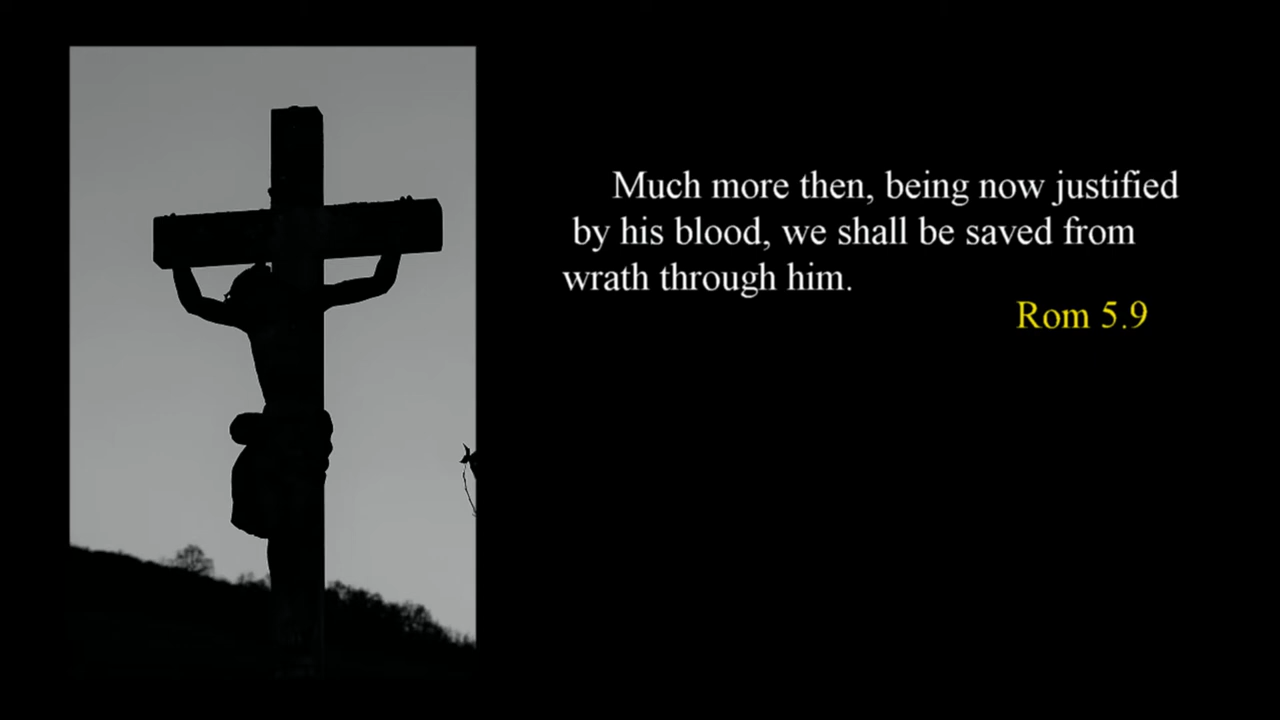 Much more then, being now justified
by his blood, we shall be saved from
wrath through him.
Rom 5.9